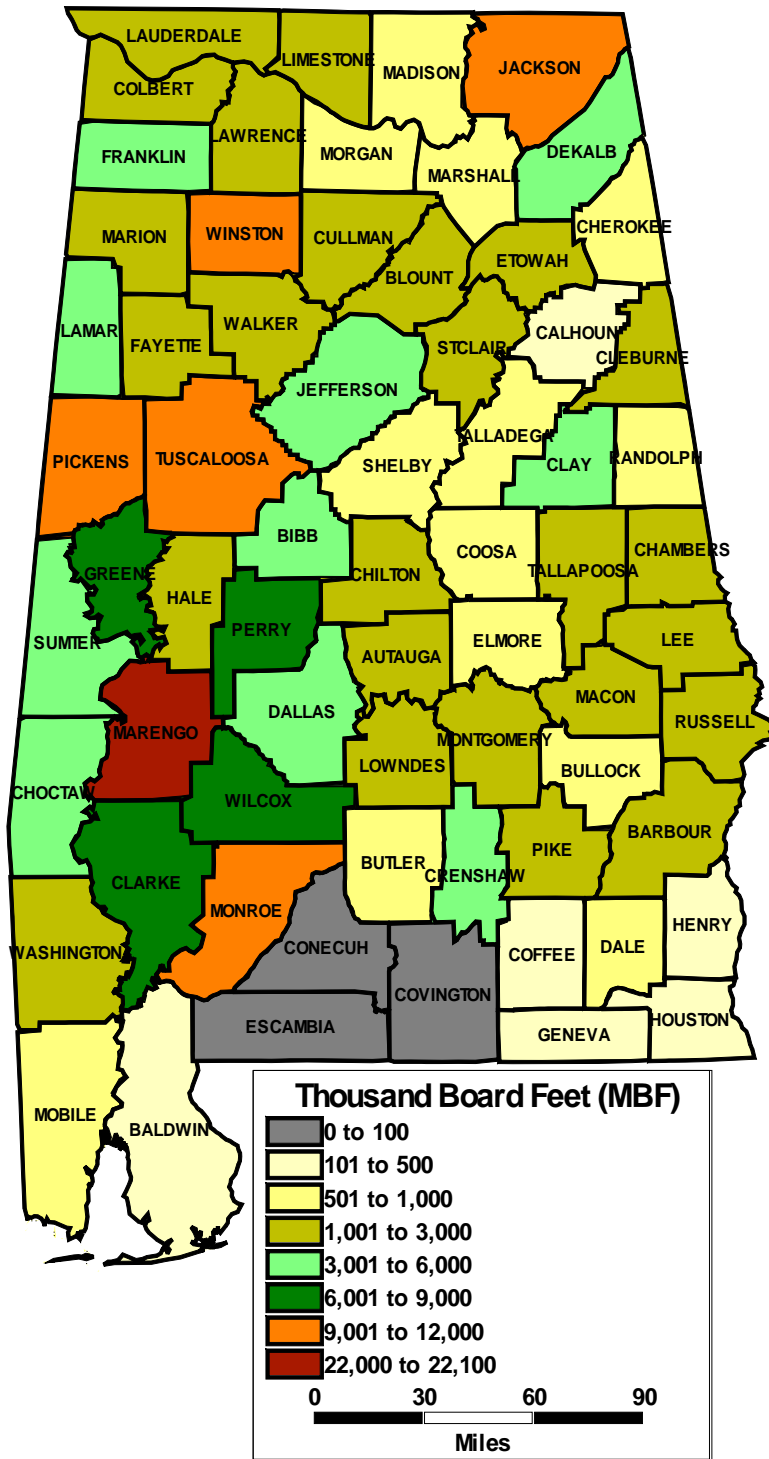 LAUDERDALE
LIMESTONE
MADISON
JACKSON
COLBERT
LAWRENCE
FRANKLIN
MORGAN
DEKALB
MARSHALL
CHEROKEE
MARION
WINSTON
CULLMAN
ETOWAH
BLOUNT
LAMAR
WALKER
FAYETTE
STCLAIR
CALHOUN
CLEBURNE
JEFFERSON
TALLADEGA
PICKENS
TUSCALOOSA
SHELBY
CLAY
RANDOLPH
BIBB
COOSA
CHAMBERS
GREENE
HALE
CHILTON
TALLAPOOSA
SUMTER
PERRY
ELMORE
LEE
AUTAUGA
DALLAS
MACON
MARENGO
RUSSELL
MONTGOMERY
LOWNDES
BULLOCK
CHOCTAW
WILCOX
BARBOUR
PIKE
BUTLER
CRENSHAW
CLARKE
MONROE
HENRY
WASHINGTON
CONECUH
COFFEE
DALE
COVINGTON
ESCAMBIA
GENEVA
HOUSTON
MOBILE
BALDWIN
Thousand Board Feet (MBF)
0 to 100
101 to 500
501 to 1,000
1,001 to 3,000
3,001 to 6,000
6,001 to 9,000
9,001 to 12,000
22,000 to 22,100
0 30 60 90
Miles